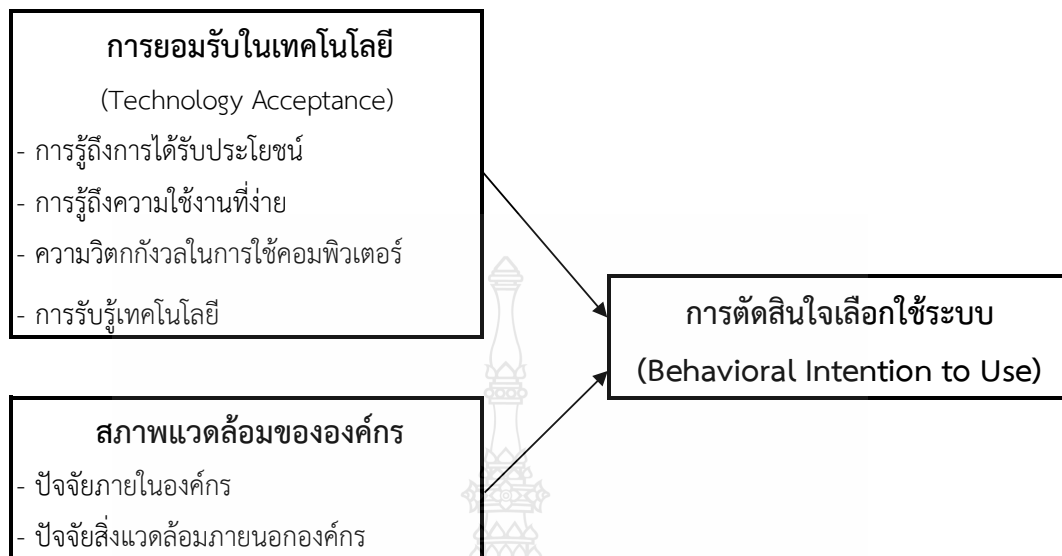 การยอมรับในเทคโนโลยี
(Technology Acceptance)
- การรู้ถึงการได้รับประโยชน์
- การรู้ถึงความใช้งานที่ง่าย
- ความวิตกกังวลในการใช้คอมพิวเตอร์
- การรับรู้เทคโนโลยี
การตัดสินใจเลือกใช้ระบบ
(Behavioral Intention to Use)
สภาพแวดล้อมขององค์กร
- ปัจจัยภายในองค์กร
- ปัจจัยสิ่งแวดล้อมภายนอกองค์กร